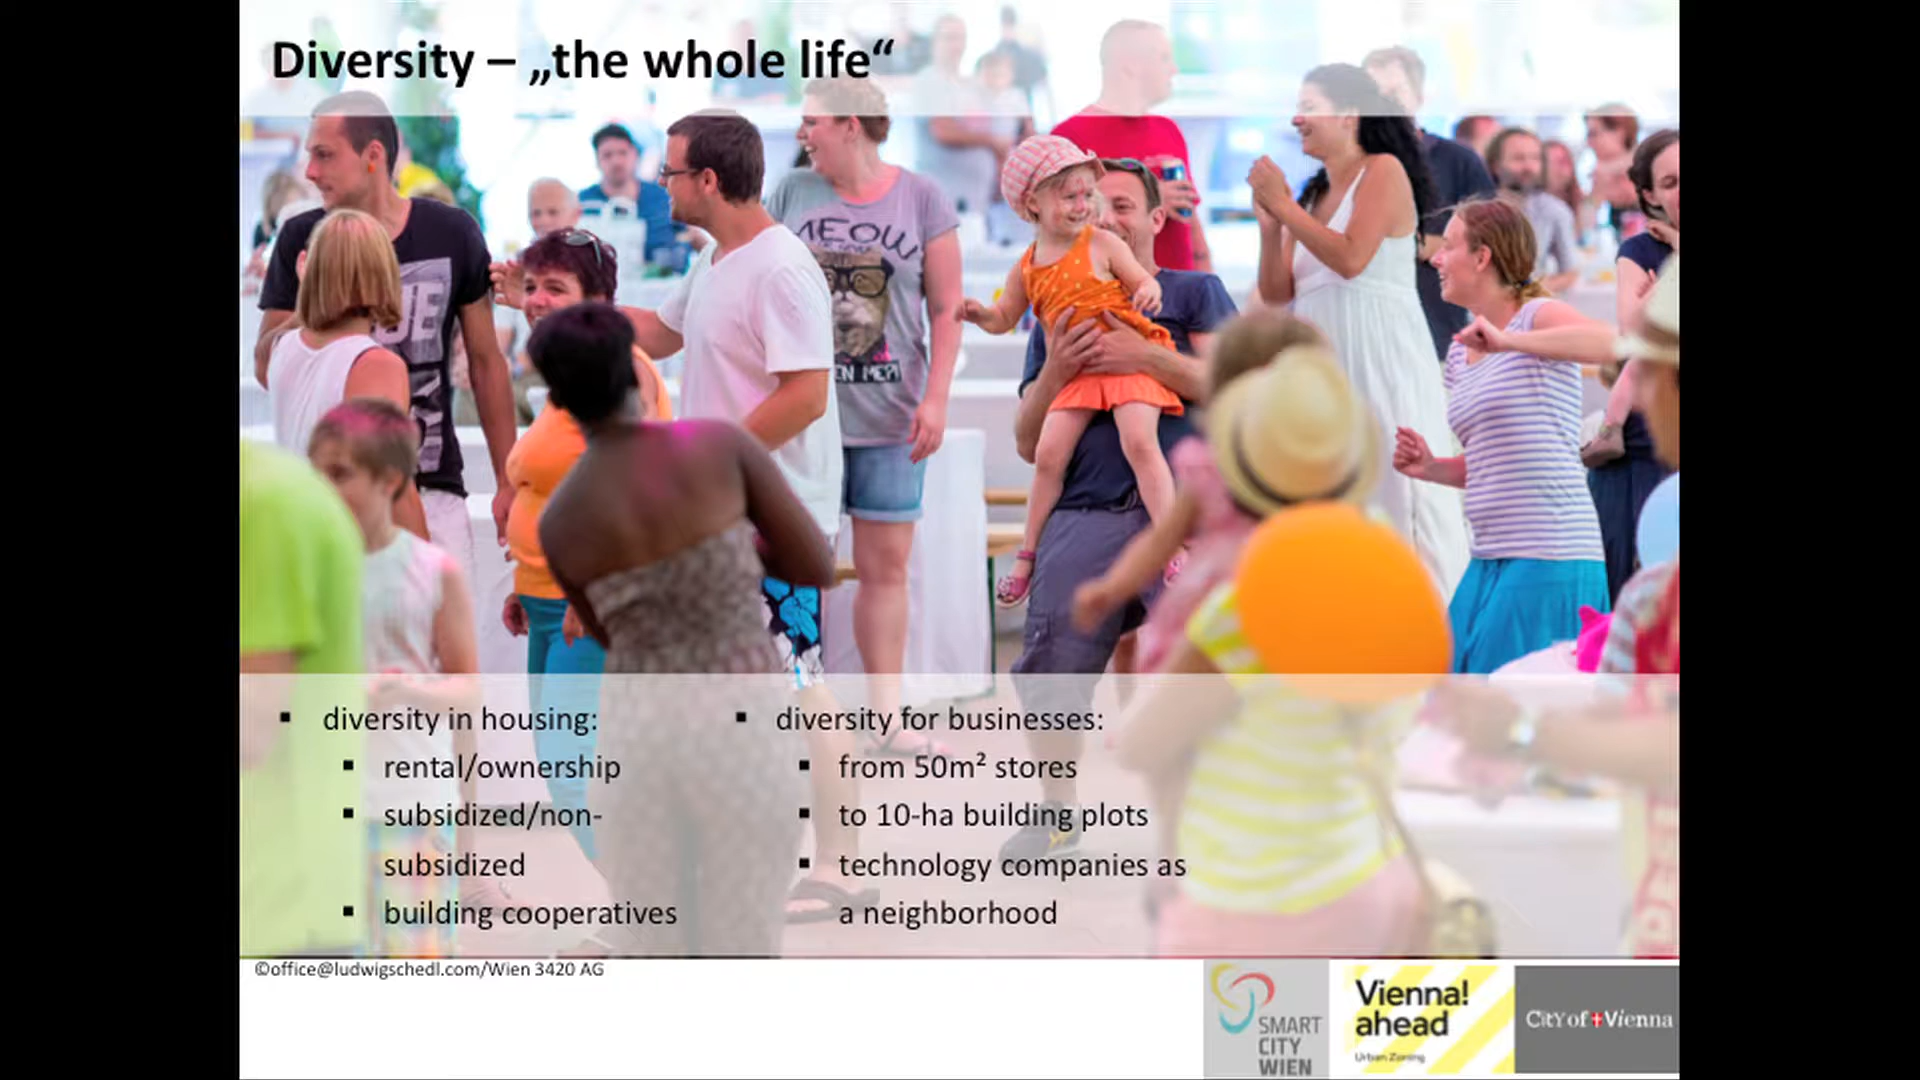 Diversity – „the whole life“
MEOW
▪ diversity in housing:
▪ rental/ownership
▪ subsidized/non-
subsidized
▪ building cooperatives
▪ diversity for businesses:
▪ from 50m² stores
▪ to 10-ha building plots
▪ technology companies as
a neighborhood
©office@ludwigschedl.com/Wien 3420 AG
SMART
CITY
WIEN
Vienna!
ahead
Urban Zoning
City of Vienna